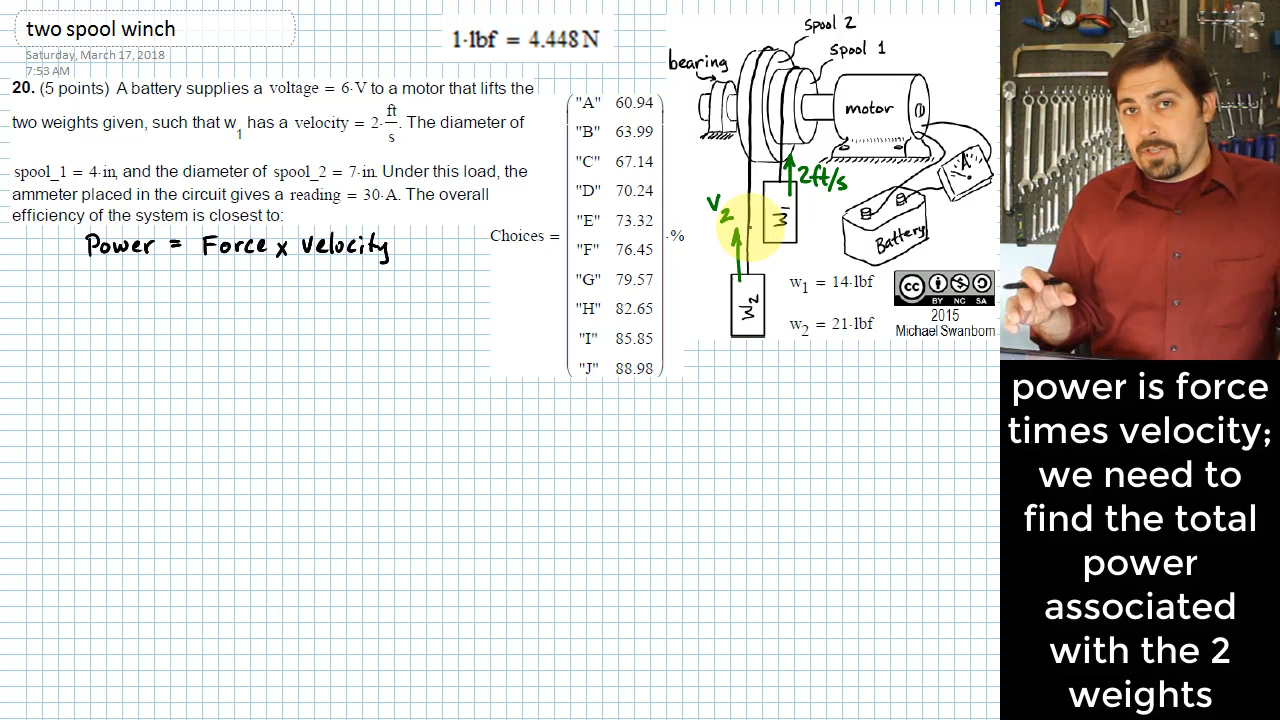 two spool winch
Saturday, March 17, 2018
7:53 AM
1·lbf = 4.448 N
20. (5 points) A battery supplies a voltage = 6·V to a motor that lifts the
two weights given, such that w1 has a velocity = 2·ft/s. The diameter of
spool_1 = 4·in, and the diameter of spool_2 = 7·in. Under this load, the
ammeter placed in the circuit gives a reading = 30·A. The overall
efficiency of the system is closest to:
Power = Force x Velocity
Choices =
"A" 60.94
"B" 63.99
"C" 67.14
"D" 70.24
"E" 73.32
"F" 76.45
"G" 79.57
"H" 82.65
"I" 85.85
"J" 88.98
·%
spool 2
spool 1
bearing
motor
2ft/s
V2
W1
W2
A
Battery
w1 = 14·lbf
w2 = 21·lbf
cc
BY NC SA
2015
Michael Swanbom
power is force
times velocity;
we need to
find the total
power
associated
with the 2
weights